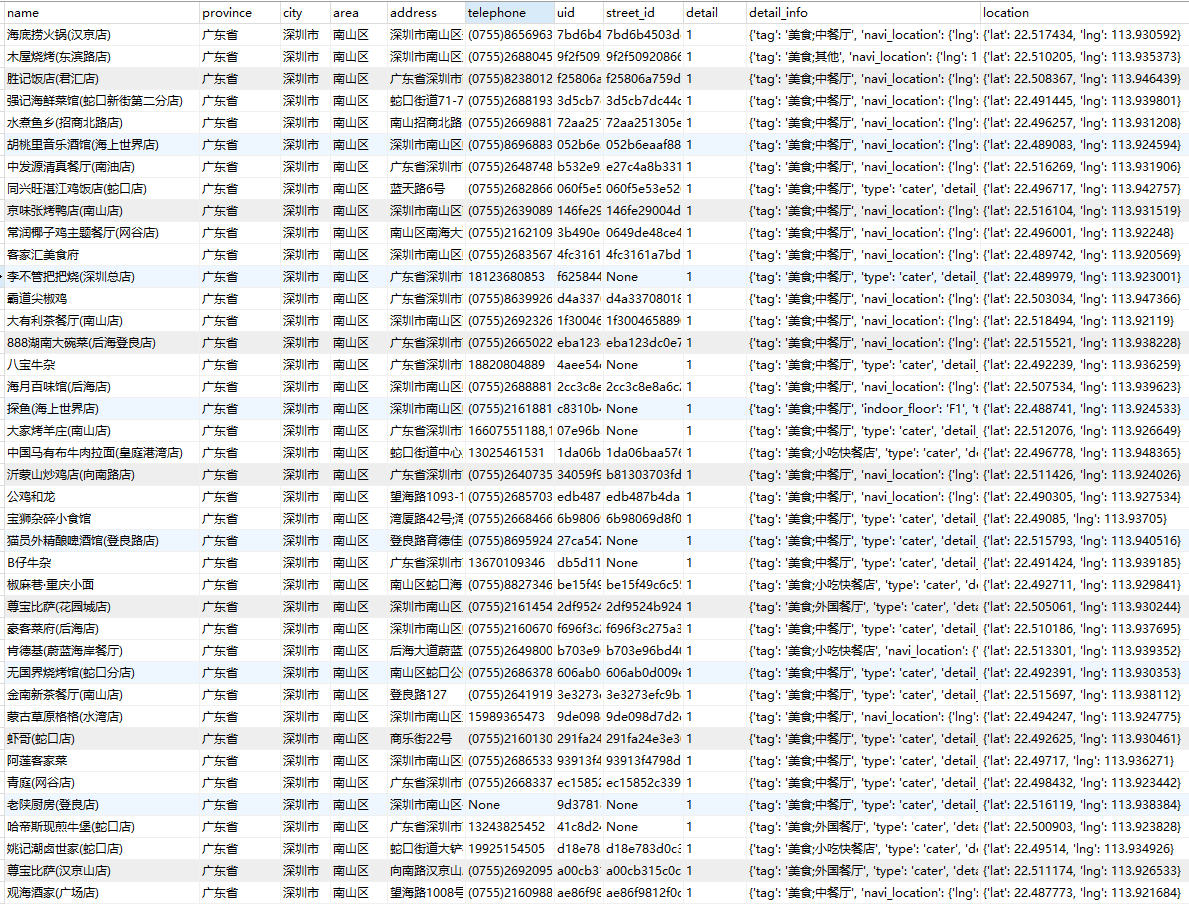 name province city area address telephone uid street_id detail detail_info location
海底捞火锅(汉京店) 广东省 深圳市 南山区 深圳市南山区 (0755)8656963 7bd6b4 7bd6b4503d 1 {'tag': '美食;中餐厅', 'navi_location': {'lng': {'lat': 22.517434, 'lng': 113.930592}
木屋烧烤(东滨路店) 广东省 深圳市 南山区 深圳市南山区 (0755)2688045 9f2f509 9f2f50920866 1 {'tag': '美食;其他', 'navi_location': {'lng': 1 {'lat': 22.510205, 'lng': 113.935373}
胜记饭店(君汇店) 广东省 深圳市 南山区 广东省深圳市 (0755)8238012 f25806a f25806a759d 1 {'tag': '美食;中餐厅', 'navi_location': {'lng': {'lat': 22.508367, 'lng': 113.946439}
强记海鲜菜馆(蛇口新街第二分店) 广东省 深圳市 南山区 蛇口街道71-7 (0755)2688193 3d5cb7 3d5cb7dc44c 1 {'tag': '美食;中餐厅', 'navi_location': {'lng': {'lat': 22.491445, 'lng': 113.939801}
水煮鱼乡(招商北路店) 广东省 深圳市 南山区 南山招商北路 (0755)2669881 72aa25 72aa251305e 1 {'tag': '美食;中餐厅', 'navi_location': {'lng': {'lat': 22.496257, 'lng': 113.931208}
胡桃里音乐酒馆(海上世界店) 广东省 深圳市 南山区 深圳市南山区 (0755)8696883 052b6e 052b6eaaf88 1 {'tag': '美食;中餐厅', 'navi_location': {'lng': {'lat': 22.489083, 'lng': 113.924594}
中发源清真餐厅(南油店) 广东省 深圳市 南山区 广东省深圳市 (0755)2648748 b532e9 e27c4a8b331 1 {'tag': '美食;中餐厅', 'navi_location': {'lng': {'lat': 22.516269, 'lng': 113.931906}
同兴旺湛江鸡饭店(蛇口店) 广东省 深圳市 南山区 蓝天路6号 (0755)2682866 060f5e5 060f5e53e52 1 {'tag': '美食;中餐厅', 'type': 'cater', 'detail_ {'lat': 22.496717, 'lng': 113.942757}
京味张烤鸭店(南山店) 广东省 深圳市 南山区 深圳市南山区 (0755)2639089 146fe29 146fe29004d 1 {'tag': '美食;中餐厅', 'navi_location': {'lng': {'lat': 22.516104, 'lng': 113.931519}
常润椰子鸡主题餐厅(网谷店) 广东省 深圳市 南山区 南山区南海大 (0755)2162109 3b490e 0649de48ce4 1 {'tag': '美食;中餐厅', 'navi_location': {'lng': {'lat': 22.496001, 'lng': 113.92248}
客家汇美食府 广东省 深圳市 南山区 深圳市南山区 (0755)2683567 4fc3161 4fc3161a7bd 1 {'tag': '美食;中餐厅', 'navi_location': {'lng': {'lat': 22.489742, 'lng': 113.920569}
李不管把把烧(深圳总店) 广东省 深圳市 南山区 广东省深圳市 18123680853 f625844 None 1 {'tag': '美食;中餐厅', 'type': 'cater', 'detail_ {'lat': 22.489979, 'lng': 113.923001}
霸道尖椒鸡 广东省 深圳市 南山区 广东省深圳市 (0755)8639926 d4a337 d4a33708018 1 {'tag': '美食;中餐厅', 'navi_location': {'lng': {'lat': 22.503034, 'lng': 113.947366}
大有利茶餐厅(南山店) 广东省 深圳市 南山区 广东省深圳市 (0755)2692326 1f30046 1f300465889 1 {'tag': '美食;中餐厅', 'navi_location': {'lng': {'lat': 22.518494, 'lng': 113.92119}
888湖南大碗菜(后海登良店) 广东省 深圳市 南山区 广东省深圳市 (0755)2665022 eba123 eba123dc0e7 1 {'tag': '美食;中餐厅', 'navi_location': {'lng': {'lat': 22.515521, 'lng': 113.938228}
八宝牛杂 广东省 深圳市 南山区 广东省深圳市 18820804889 4aee54 None 1 {'tag': '美食;中餐厅', 'type': 'cater', 'detail_ {'lat': 22.492239, 'lng': 113.936259}
海月百味馆(后海店) 广东省 深圳市 南山区 深圳市南山区 (0755)2688881 2cc3c8e 2cc3c8e8a6c 1 {'tag': '美食;中餐厅', 'navi_location': {'lng': {'lat': 22.507534, 'lng': 113.939623}
探鱼(海上世界店) 广东省 深圳市 南山区 深圳市南山区 (0755)2161881 c8310b None 1 {'tag': '美食;中餐厅', 'indoor_floor': 'F1', 't {'lat': 22.488741, 'lng': 113.924533}
大家烤羊庄(南山店) 广东省 深圳市 南山区 广东省深圳市 16607551188,1 07e96b None 1 {'tag': '美食;中餐厅', 'type': 'cater', 'detail_ {'lat': 22.512076, 'lng': 113.926649}
中国马有布牛肉拉面(皇庭港湾店) 广东省 深圳市 南山区 蛇口街道中心 13025461531 1da06b 1da06baa576 1 {'tag': '美食;小吃快餐店', 'type': 'cater', 'de {'lat': 22.496778, 'lng': 113.948365}
沂蒙山炒鸡店(向南路店) 广东省 深圳市 南山区 广东省深圳市 (0755)2640735 34059f9 b81303703fd 1 {'tag': '美食;中餐厅', 'navi_location': {'lng': {'lat': 22.511426, 'lng': 113.924026}
公鸡和龙 广东省 深圳市 南山区 望海路1093-1 (0755)2685703 edb487 edb487b4da 1 {'tag': '美食;中餐厅', 'navi_location': {'lng': {'lat': 22.490305, 'lng': 113.927534}
宝狮杂碎小食馆 广东省 深圳市 南山区 湾厦路42号;湾 (0755)2668466 6b9806 6b98069d8f0 1 {'tag': '美食;中餐厅', 'type': 'cater', 'detail_ {'lat': 22.49085, 'lng': 113.93705}
猫员外精酿啤酒馆(登良路店) 广东省 深圳市 南山区 登良路育德佳 (0755)8695924 27ca547 None 1 {'tag': '美食;中餐厅', 'type': 'cater', 'detail_ {'lat': 22.515793, 'lng': 113.940516}
B仔牛杂 广东省 深圳市 南山区 广东省深圳市 13670109346 db5d11 None 1 {'tag': '美食;中餐厅', 'type': 'cater', 'detail_ {'lat': 22.491424, 'lng': 113.939185}
椒麻巷·重庆小面 广东省 深圳市 南山区 南山区蛇口海 (0755)8827346 be15f49 be15f49c6c5 1 {'tag': '美食;小吃快餐店', 'type': 'cater', 'de {'lat': 22.492711, 'lng': 113.929841}
尊宝比萨(花园城店) 广东省 深圳市 南山区 深圳市南山区 (0755)2161454 2df9524 2df9524b924 1 {'tag': '美食;外国餐厅', 'type': 'cater', 'deta {'lat': 22.505061, 'lng': 113.930244}
豪客菜府(后海店) 广东省 深圳市 南山区 深圳市南山区 (0755)2160670 f696f3c f696f3c275a3 1 {'tag': '美食;中餐厅', 'type': 'cater', 'detail_ {'lat': 22.510186, 'lng': 113.937695}
肯德基(蔚蓝海岸餐厅) 广东省 深圳市 南山区 后海大道蔚蓝 (0755)2649800 b703e9 b703e96bd4 1 {'tag': '美食;小吃快餐店', 'navi_location': {' {'lat': 22.513301, 'lng': 113.939352}
无国界烧烤馆(蛇口分店) 广东省 深圳市 南山区 南山区蛇口公 (0755)2686378 606ab0 606ab0d009 1 {'tag': '美食;中餐厅', 'type': 'cater', 'detail_ {'lat': 22.492391, 'lng': 113.930353}
金南新茶餐厅(南山店) 广东省 深圳市 南山区 登良路127 (0755)2641919 3e3273 3e3273efc9b 1 {'tag': '美食;中餐厅', 'type': 'cater', 'detail_ {'lat': 22.515697, 'lng': 113.938112}
蒙古草原格格(水湾店) 广东省 深圳市 南山区 深圳市南山区 15989365473 9de098 9de098d7d2 1 {'tag': '美食;中餐厅', 'navi_location': {'lng': {'lat': 22.494247, 'lng': 113.924775}
虾哥(蛇口店) 广东省 深圳市 南山区 商乐街22号 (0755)2160130 291fa24 291fa24e3e3 1 {'tag': '美食;中餐厅', 'type': 'cater', 'detail_ {'lat': 22.492625, 'lng': 113.930461}
阿莲客家菜 广东省 深圳市 南山区 深圳市南山区 (0755)2686533 93913f4 93913f4798d 1 {'tag': '美食;中餐厅', 'type': 'cater', 'detail_ {'lat': 22.49717, 'lng': 113.936271}
青庭(网谷店) 广东省 深圳市 南山区 广东省深圳市 (0755)2668337 ec15852 ec15852c339 1 {'tag': '美食;中餐厅', 'type': 'cater', 'detail_ {'lat': 22.498432, 'lng': 113.923442}
老陕厨房(登良店) 广东省 深圳市 南山区 深圳市南山区 None 9d3781 None 1 {'tag': '美食;中餐厅', 'type': 'cater', 'detail_ {'lat': 22.516119, 'lng': 113.938384}
哈帝斯现煎牛堡(蛇口店) 广东省 深圳市 南山区 广东省深圳市 13243825452 41c8d2 None 1 {'tag': '美食;外国餐厅', 'type': 'cater', 'deta {'lat': 22.500903, 'lng': 113.923828}
姚记潮卤世家(蛇口店) 广东省 深圳市 南山区 蛇口街道大铲 19925154505 d18e78 d18e783d0c3 1 {'tag': '美食;小吃快餐店', 'type': 'cater', 'de {'lat': 22.49514, 'lng': 113.934926}
尊宝比萨(汉京山店) 广东省 深圳市 南山区 向南路汉京山 (0755)2692095 a00cb3 a00cb315c0c 1 {'tag': '美食;外国餐厅', 'type': 'cater', 'deta {'lat': 22.511174, 'lng': 113.926533}
观海酒家(广场店) 广东省 深圳市 南山区 望海路1008号 (0755)2160988 ae86f98 ae86f9812f0c 1 {'tag': '美食;中餐厅', 'navi_location': {'lng': {'lat': 22.487773, 'lng': 113.921684}